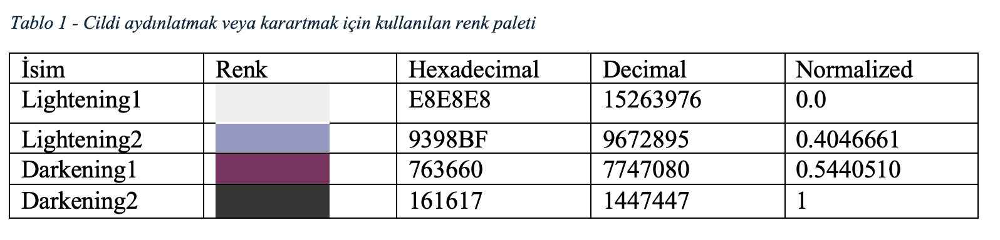 Tablo 1 - Cildi aydınlatmak veya karartmak için kullanılan renk paleti
İsim Renk Hexadecimal Decimal Normalized
Lightening1 E8E8E8 15263976 0.0
Lightening2 9398BF 9672895 0.4046661
Darkening1 763660 7747080 0.5440510
Darkening2 161617 1447447 1